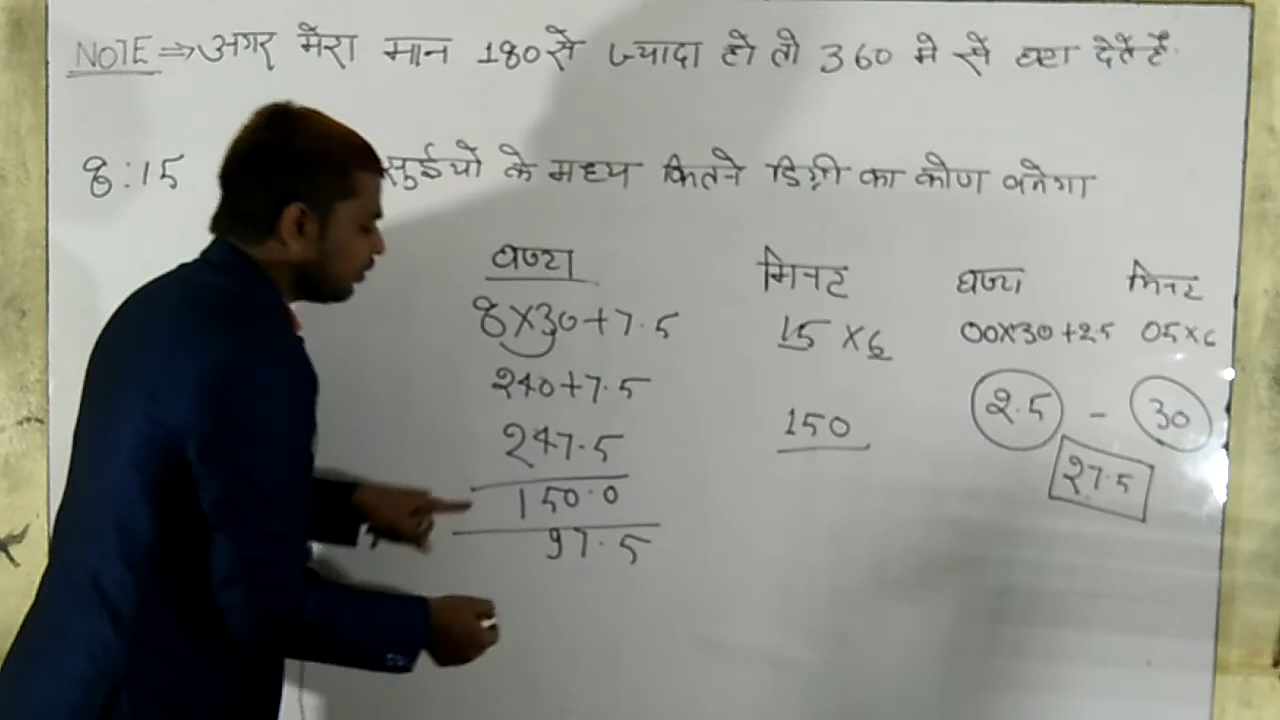 NOTE ⇒ अगर मेरा मान 180 से ज्यादा हो तो 360 मे से घटा देते है.
8:15 सुईयो के मध्य कितने डिग्री का कोण बनेगा
घण्टा मिनट घण्टा मिनट
8×30+7.5 15×6 00×30+2.5 05×6
240+7.5 2.5 - 30
247.5 150 27.5
150.0
97.5